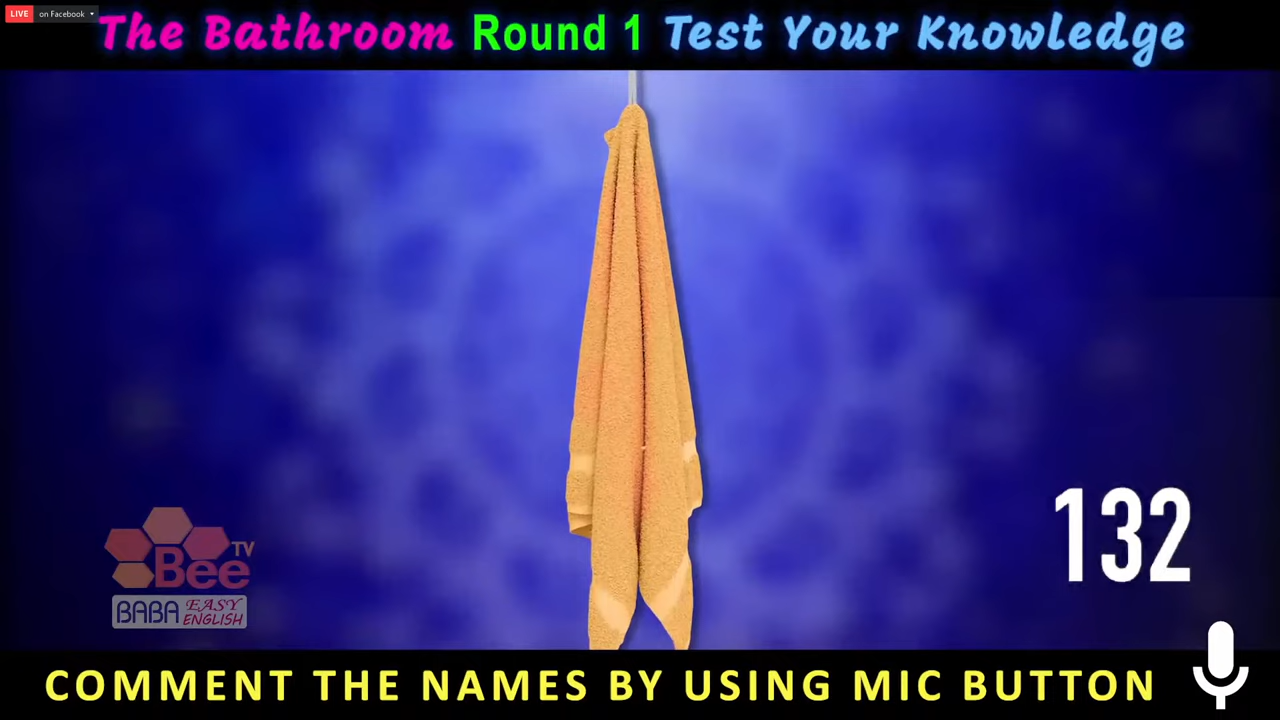 LIVE on Facebook
The Bathroom Round 1 Test Your Knowledge
132
Bee TV
BABA EASY ENGLISH
COMMENT THE NAMES BY USING MIC BUTTON